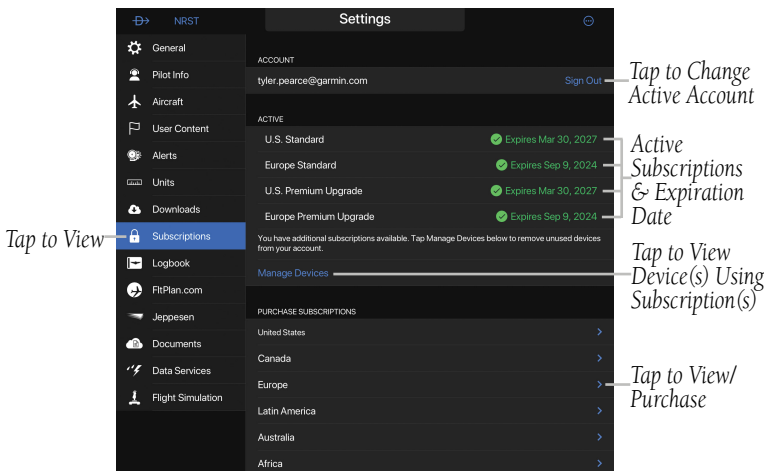 NRST
Settings
General
Pilot Info
Aircraft
User Content
Alerts
Units
Downloads
Subscriptions
Logbook
FltPlan.com
Jeppesen
Documents
Data Services
Flight Simulation
ACCOUNT
tyler.pearce@garmin.com
Sign Out
ACTIVE
U.S. Standard
Expires Mar 30, 2027
Europe Standard
Expires Sep 9, 2024
U.S. Premium Upgrade
Expires Mar 30, 2027
Europe Premium Upgrade
Expires Sep 9, 2024
You have additional subscriptions available. Tap Manage Devices below to remove unused devices
from your account.
Manage Devices
PURCHASE SUBSCRIPTIONS
United States
Canada
Europe
Latin America
Australia
Africa
Tap to View
Tap to Change
Active Account
Active
Subscriptions
& Expiration
Date
Tap to View
Device(s) Using
Subscription(s)
Tap to View/
Purchase